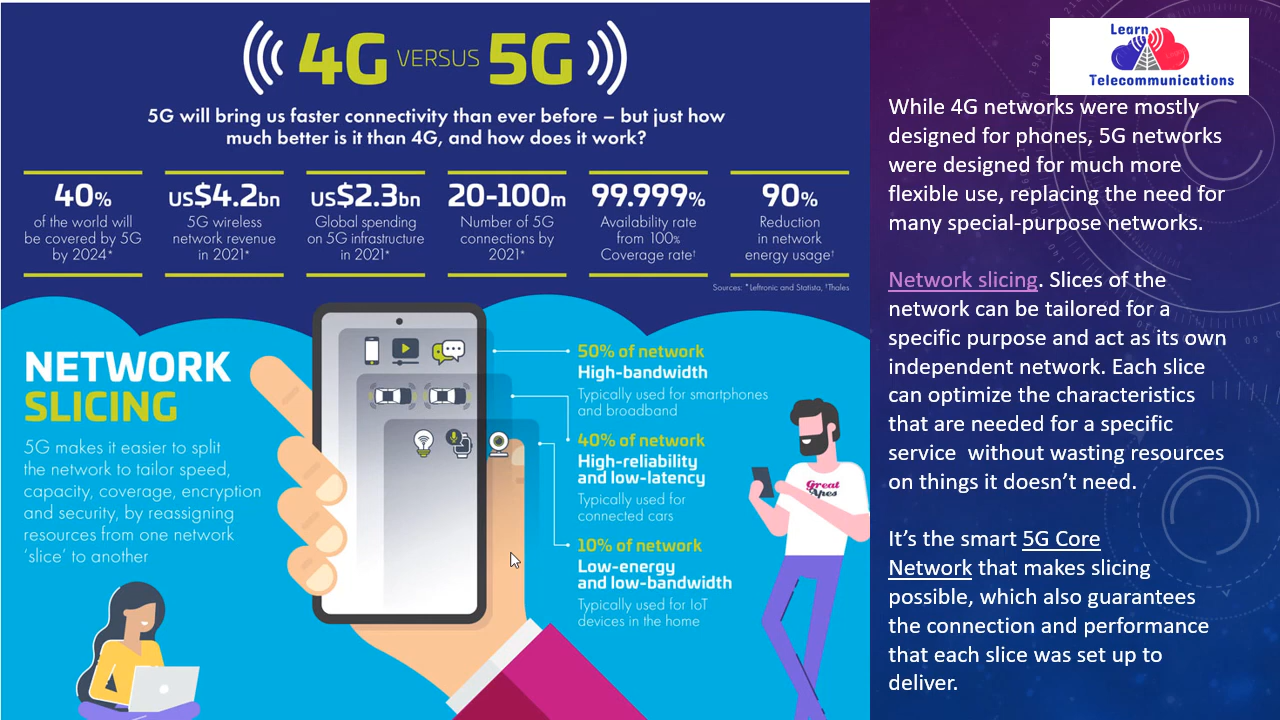 4G VERSUS 5G
5G will bring us faster connectivity than ever before – but just how
much better is it than 4G, and how does it work?
40%
of the world will
be covered by 5G
by 2024*
US$4.2bn
5G wireless
network revenue
in 2021*
US$2.3bn
Global spending
on 5G infrastructure
in 2021*
20-100m
Number of 5G
connections by
2021*
99.999%
Availability rate
from 100%
Coverage rate†
90%
Reduction
in network
energy usage†
Sources: *Leftronic and Statista, †Thales
NETWORK
SLICING
5G makes it easier to split
the network to tailor speed,
capacity, coverage, encryption
and security, by reassigning
resources from one network
‘slice’ to another
50% of network
High-bandwidth
Typically used for smartphones
and broadband
40% of network
High-reliability
and low-latency
Typically used for
connected cars
10% of network
Low-energy
and low-bandwidth
Typically used for IoT
devices in the home
Great
Apes
Learn
Telecommunications
While 4G networks were mostly
designed for phones, 5G networks
were designed for much more
flexible use, replacing the need for
many special-purpose networks.
Network slicing. Slices of the
network can be tailored for a
specific purpose and act as its own
independent network. Each slice
can optimize the characteristics
that are needed for a specific
service without wasting resources
on things it doesn’t need.
It’s the smart 5G Core
Network that makes slicing
possible, which also guarantees
the connection and performance
that each slice was set up to
deliver.